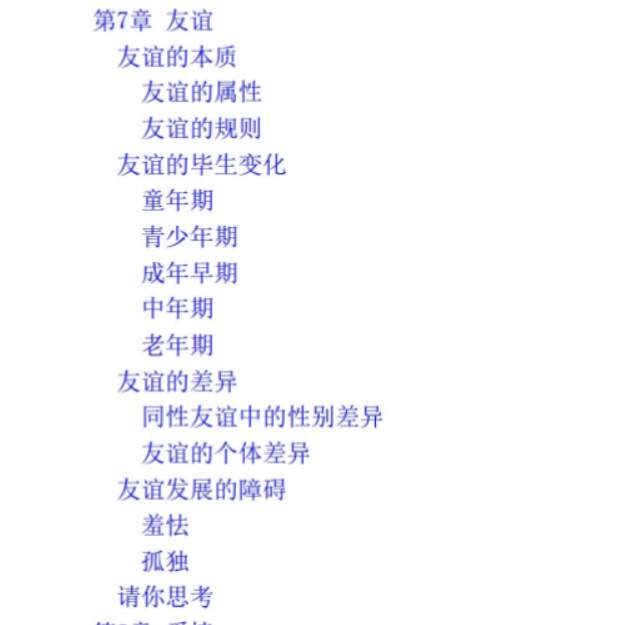 第7章 友谊
友谊的本质
友谊的属性
友谊的规则
友谊的毕生变化
童年期
青少年期
成年早期
中年期
老年期
友谊的差异
同性友谊中的性别差异
友谊的个体差异
友谊发展的障碍
羞怯
孤独
请你思考